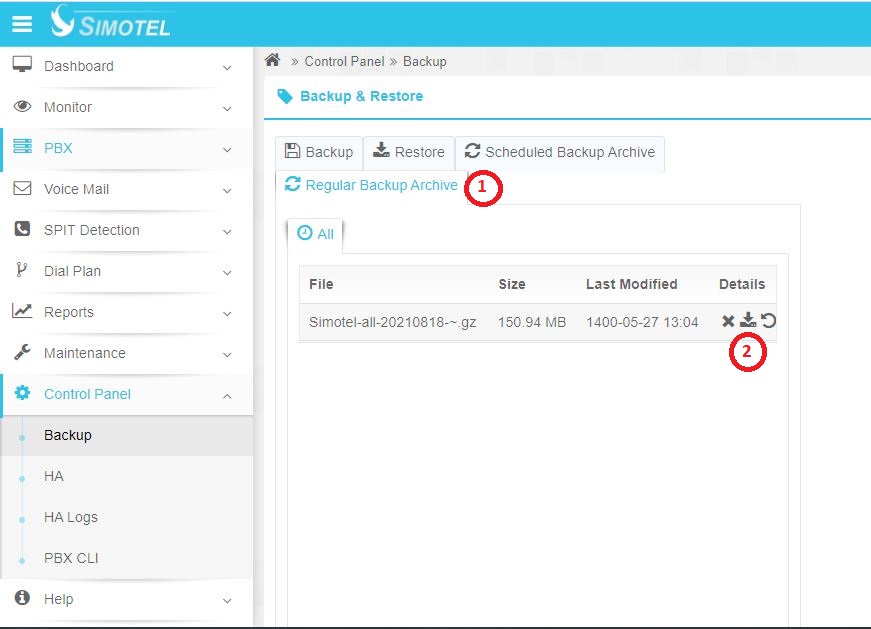 SIMOTEL
Dashboard
Monitor
PBX
Voice Mail
SPIT Detection
Dial Plan
Reports
Maintenance
Control Panel
Backup
HA
HA Logs
PBX CLI
Help
» Control Panel » Backup
Backup & Restore
Backup Restore Scheduled Backup Archive
Regular Backup Archive 1
All
File Size Last Modified Details
Simotel-all-20210818-~.gz 150.94 MB 1400-05-27 13:04
2